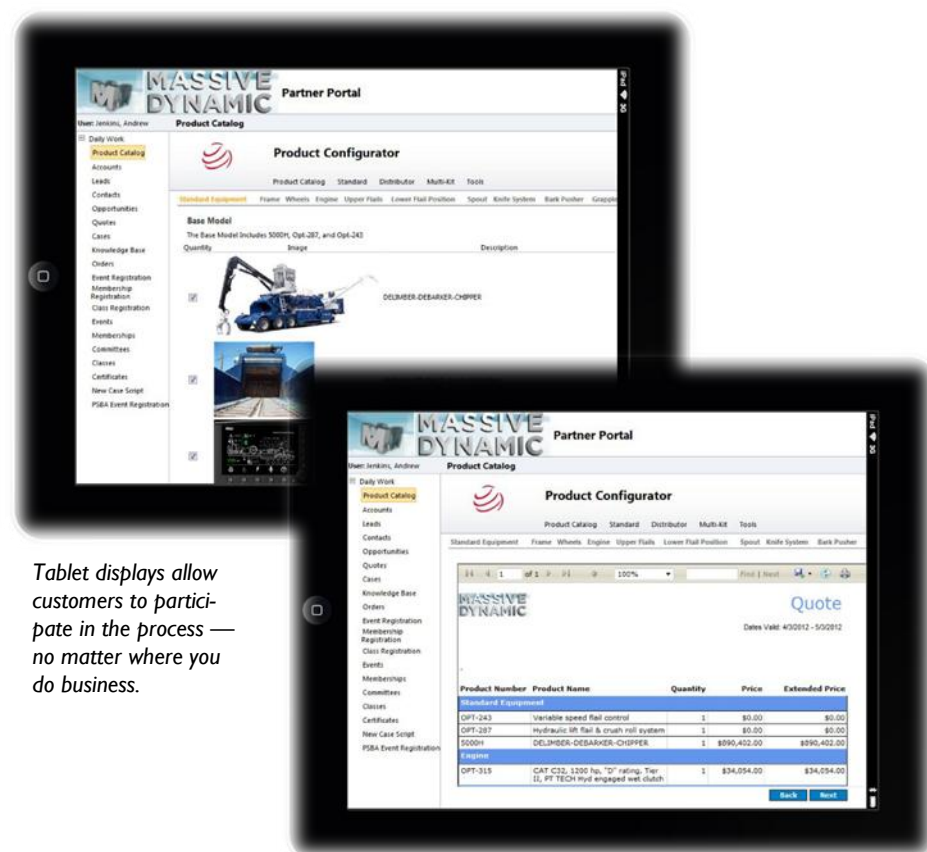 MASSIVE
DYNAMIC
Partner Portal
iPad
3G
User: Jenkins, Andrew
Product Catalog
Daily Work
Product Catalog
Accounts
Leads
Contacts
Opportunities
Quotes
Cases
Knowledge Base
Orders
Event Registration
Membership
Registration
Class Registration
Events
Memberships
Committees
Classes
Certificates
New Case Script
PSBA Event Registration
Product Configurator
Product Catalog Standard Distributor Multi-Kit Tools
Standard Equipment Frame Wheels Engine Upper Flails Lower Flail Position Spout Knife System Bark Pusher Grapple
Base Model
The Base Model Includes 5000H, Opt-287, and Opt-243
Quantity Image Description
DELIMBER-DEBARKER-CHIPPER
Tablet displays allow
customers to partici-
pate in the process —
no matter where you
do business.
MASSIVE
DYNAMIC
Partner Portal
iPad
3G
User: Jenkins, Andrew
Product Catalog
Daily Work
Product Catalog
Accounts
Leads
Contacts
Opportunities
Quotes
Cases
Knowledge Base
Orders
Event Registration
Membership
Registration
Class Registration
Events
Memberships
Committees
Classes
Certificates
New Case Script
PSBA Event Registration
Product Configurator
Product Catalog Standard Distributor Multi-Kit Tools
Standard Equipment Frame Wheels Engine Upper Flails Lower Flail Position Spout Knife System Bark Pusher
1 of 1 100% Find | Next
MASSIVE
DYNAMIC
Quote
Dates Valid: 4/3/2012 - 5/3/2012
Product Number Product Name Quantity Price Extended Price
Standard Equipment
OPT-243 Variable speed flail control 1 $0.00 $0.00
OPT-287 Hydraulic lift flail & crush roll system 1 $0.00 $0.00
5000H DELIMBER-DEBARKER-CHIPPER 1 $890,402.00 $890,402.00
Engine
OPT-315 CAT C32, 1200 hp, "D" rating, Tier 1 $34,054.00 $34,054.00
II, PT TECH Hyd engaged wet clutch
Back Next